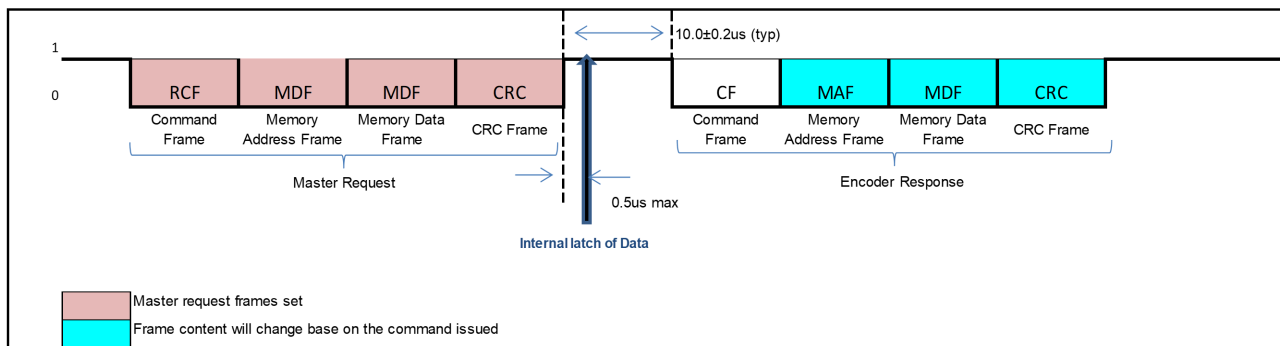 10.0±0.2us (typ)
1
0
RCF
MDF
MDF
CRC
CF
MAF
MDF
CRC
Command
Frame
Memory
Address Frame
Memory Data
Frame
CRC Frame
Command
Frame
Memory
Address Frame
Memory Data
Frame
CRC Frame
Master Request
Encoder Response
0.5us max
Internal latch of Data
Master request frames set
Frame content will change base on the command issued